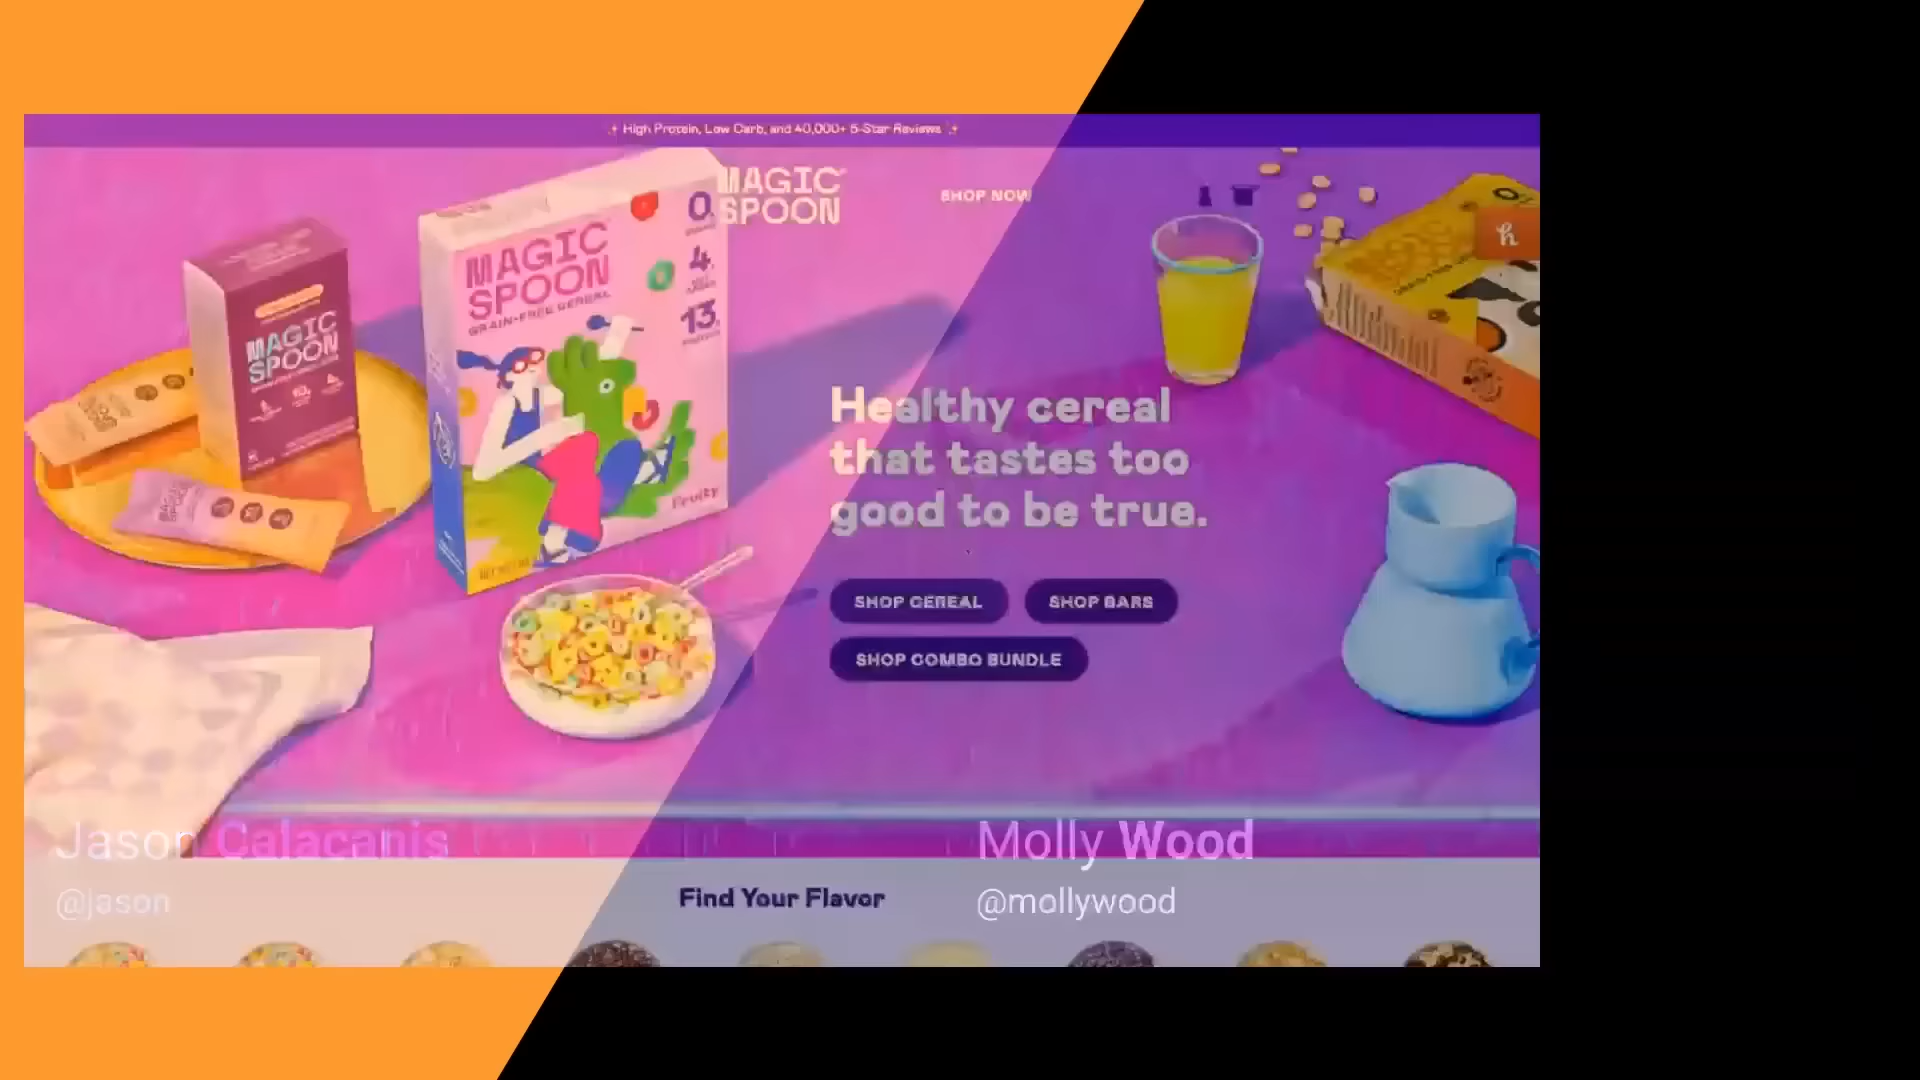 ✨ High Protein, Low Carb, and 40,000+ 5-Star Reviews ✨
MAGIC
SPOON
SHOP NOW
MAGIC
SPOON
GRAIN-FREE CEREAL
0
4
13
Fruity
MAGIC
SPOON
Healthy cereal
that tastes too
good to be true.
SHOP CEREAL
SHOP BARS
SHOP COMBO BUNDLE
Jason Calacanis
@jason
Molly Wood
@mollywood
Find Your Flavor